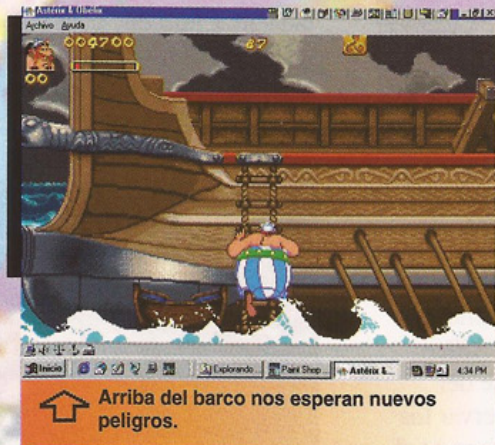 Astérix & Obelix
Archivo Ayuda
004700
67
00
Inicio
Explorando
Paint Shop
Astérix &...
4:34 PM
Arriba del barco nos esperan nuevos
peligros.